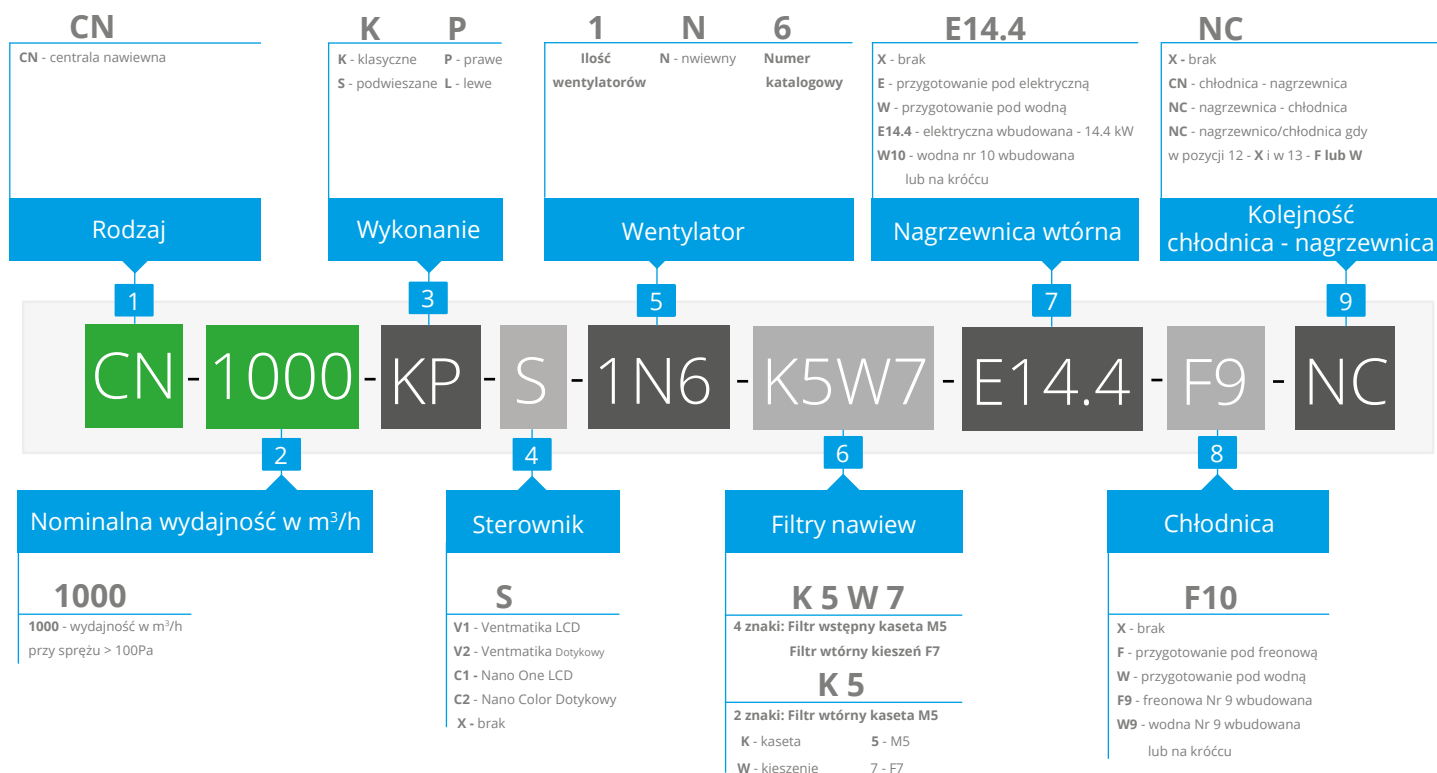 CN
CN - centrala nawiewna
Rodzaj
1
K P
K - klasyczne P - prawe
S - podwieszane L - lewe
Wykonanie
3
1 N 6
Ilość N - nwiewny Numer
wentylatorów katalogowy
Wentylator
5
E14.4
X - brak
E - przygotowanie pod elektryczną
W - przygotowanie pod wodną
E14.4 - elektryczna wbudowana - 14.4 kW
W10 - wodna nr 10 wbudowana
lub na króćcu
Nagrzewnica wtórna
7
NC
X - brak
CN - chłodnica - nagrzewnica
NC - nagrzewnica - chłodnica
NC - nagrzewnico/chłodnica gdy
w pozycji 12 - X i w 13 - F lub W
Kolejność
chłodnica - nagrzewnica
9
CN - 1000 - KP - S - 1N6 - K5W7 - E14.4 - F9 - NC
2
Nominalna wydajność w m³/h
1000
1000 - wydajność w m³/h
przy sprężu > 100Pa
4
Sterownik
S
V1 - Ventmatika LCD
V2 - Ventmatika Dotykowy
C1 - Nano One LCD
C2 - Nano Color Dotykowy
X - brak
6
Filtry nawiew
K 5 W 7
4 znaki: Filtr wstępny kaseta M5
Filtr wtórny kieszeń F7
K 5
2 znaki: Filtr wtórny kaseta M5
K - kaseta 5 - M5
W - kieszenie 7 - F7
8
Chłodnica
F10
X - brak
F - przygotowanie pod freonową
W - przygotowanie pod wodną
F9 - freonowa Nr 9 wbudowana
W9 - wodna Nr 9 wbudowana
lub na króćcu